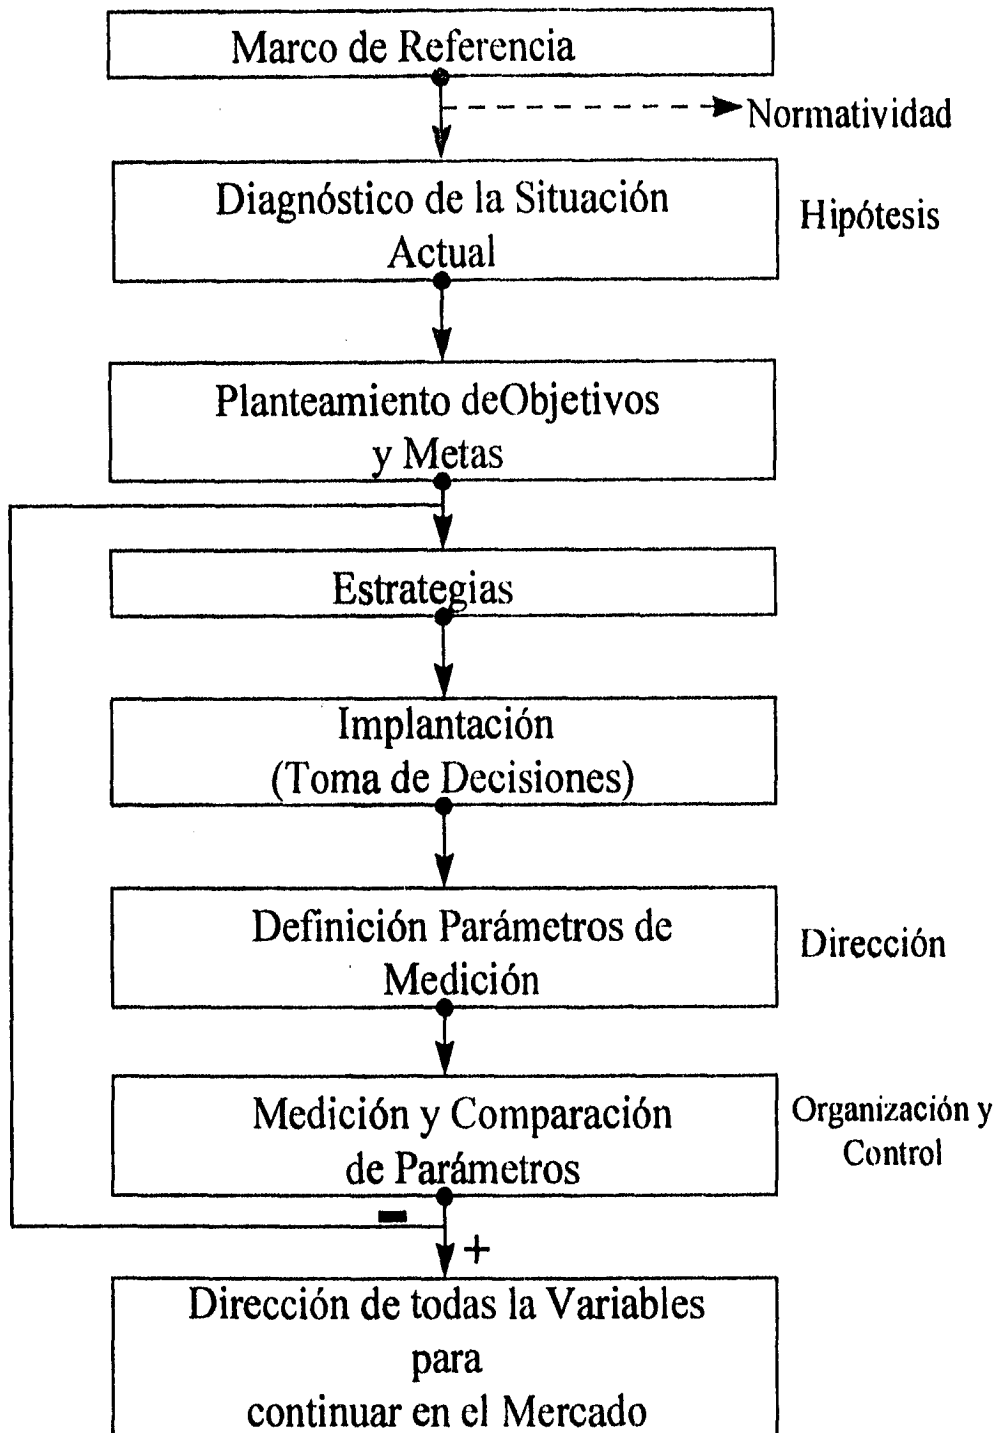 Marco de Referencia
Normatividad
Diagnóstico de la Situación
Actual
Hipótesis
Planteamiento deObjetivos
y Metas
Estrategias
Implantación
(Toma de Decisiones)
Definición Parámetros de
Medición
Dirección
Medición y Comparación
de Parámetros
Organización y
Control
-
+
Dirección de todas la Variables
para
continuar en el Mercado